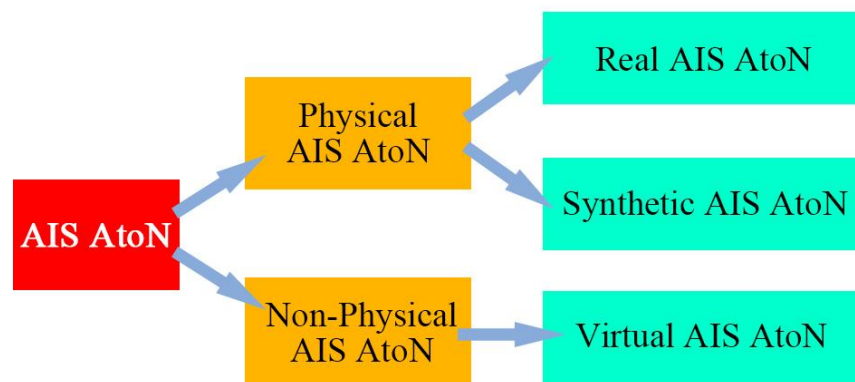 AIS AtoN
Physical
AIS AtoN
Non-Physical
AIS AtoN
Real AIS AtoN
Synthetic AIS AtoN
Virtual AIS AtoN